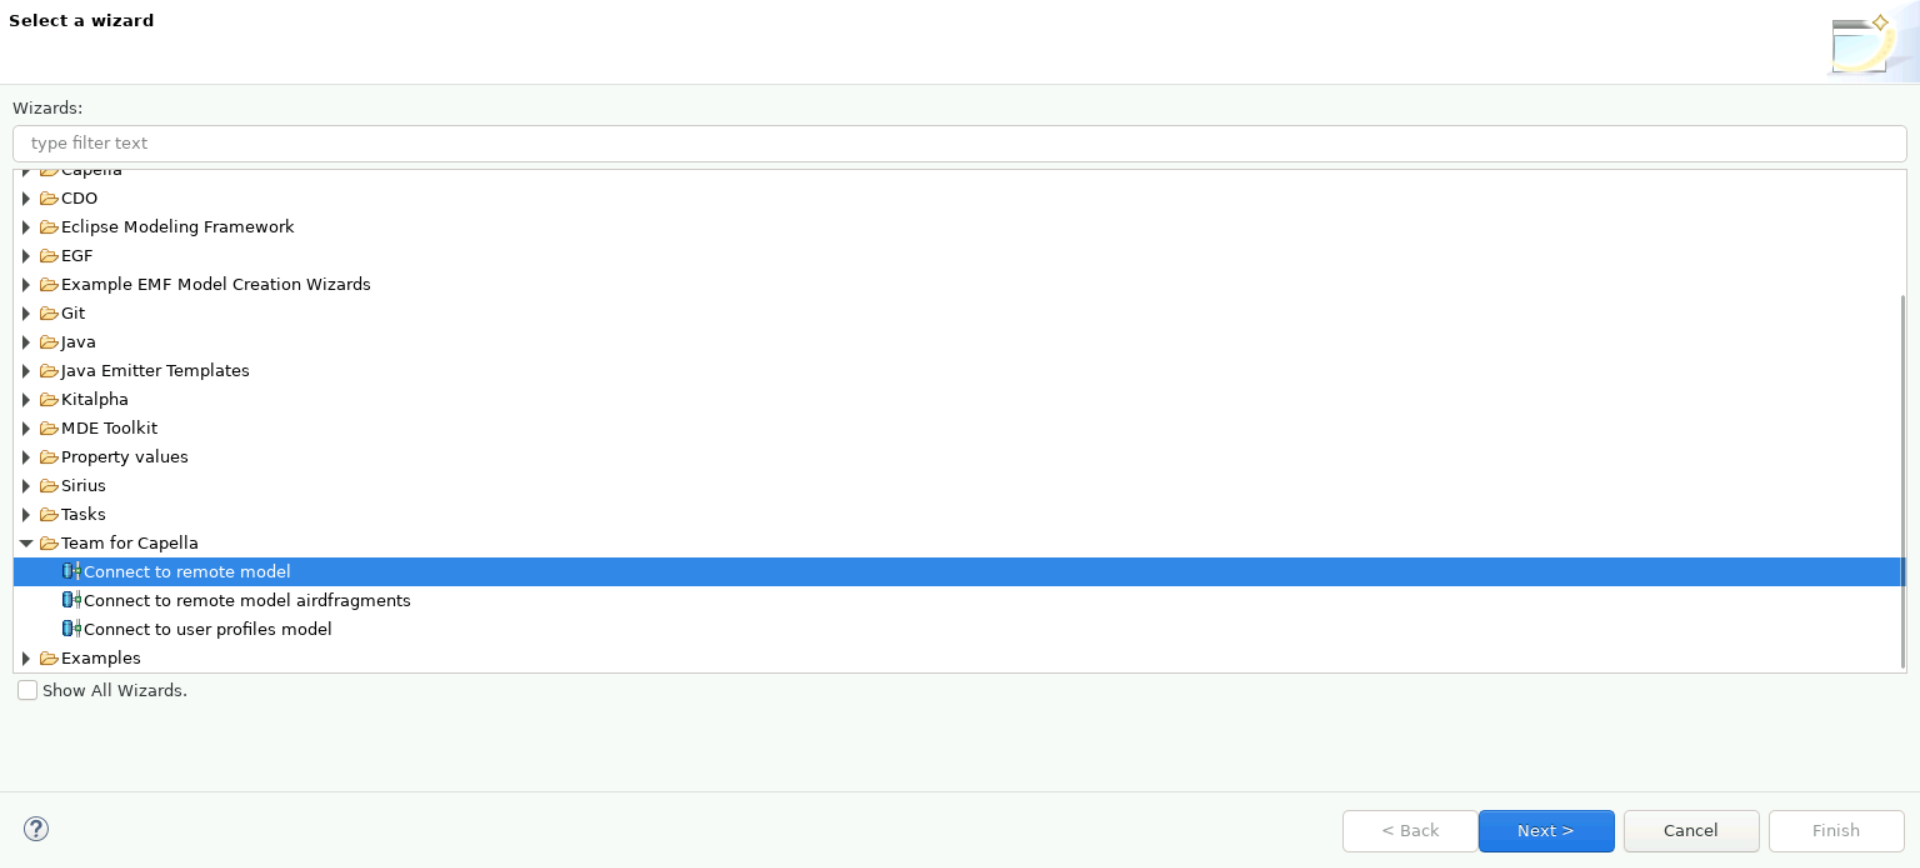 Select a wizard
Wizards:
type filter text
Capella
CDO
Eclipse Modeling Framework
EGF
Example EMF Model Creation Wizards
Git
Java
Java Emitter Templates
Kitalpha
MDE Toolkit
Property values
Sirius
Tasks
Team for Capella
Connect to remote model
Connect to remote model airdfragments
Connect to user profiles model
Examples
Show All Wizards.
? < Back Next > Cancel Finish